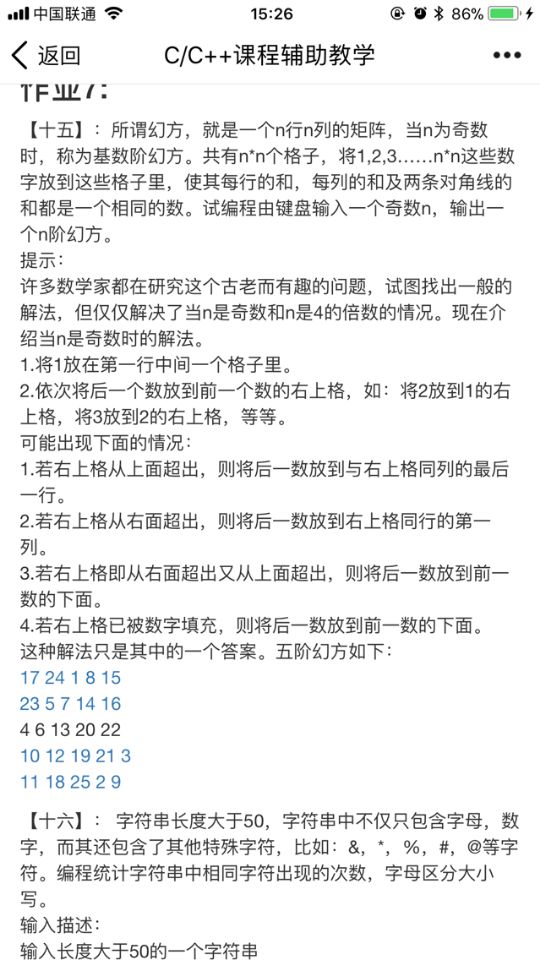 中国联通 15:26 86%
返回 C/C++课程辅助教学
作业7:
【十五】：所谓幻方，就是一个n行n列的矩阵，当n为奇数
时，称为基数阶幻方。共有n*n个格子，将1,2,3……n*n这些数
字放到这些格子里，使其每行的和，每列的和及两条对角线的
和都是一个相同的数。试编程由键盘输入一个奇数n，输出一
个n阶幻方。
提示：
许多数学家都在研究这个古老而有趣的问题，试图找出一般的
解法，但仅仅解决了当n是奇数和n是4的倍数的情况。现在介
绍当n是奇数时的解法。
1.将1放在第一行中间一个格子里。
2.依次将后一个数放到前一个数的右上格，如：将2放到1的右
上格，将3放到2的右上格，等等。
可能出现下面的情况：
1.若右上格从上面超出，则将后一数放到与右上格同列的最后
一行。
2.若右上格从右面超出，则将后一数放到右上格同行的第一
列。
3.若右上格即从右面超出又从上面超出，则将后一数放到前一
数的下面。
4.若右上格已被数字填充，则将后一数放到前一数的下面。
这种解法只是其中的一个答案。五阶幻方如下：
17 24 1 8 15
23 5 7 14 16
4 6 13 20 22
10 12 19 21 3
11 18 25 2 9
【十六】：字符串长度大于50，字符串中不仅只包含字母，数
字，而其还包含了其他特殊字符，比如：&，*，%，#，@等字
符。编程统计字符串中相同字符出现的次数，字母区分大小
写。
输入描述：
输入长度大于50的一个字符串